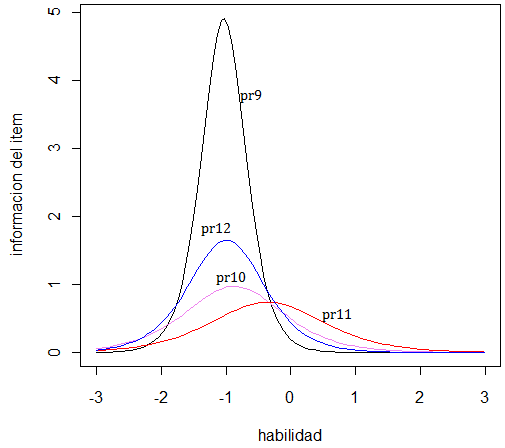 5
4
3
2
1
0
informacion del item
pr9
pr12
pr10
pr11
-3 -2 -1 0 1 2 3
habilidad